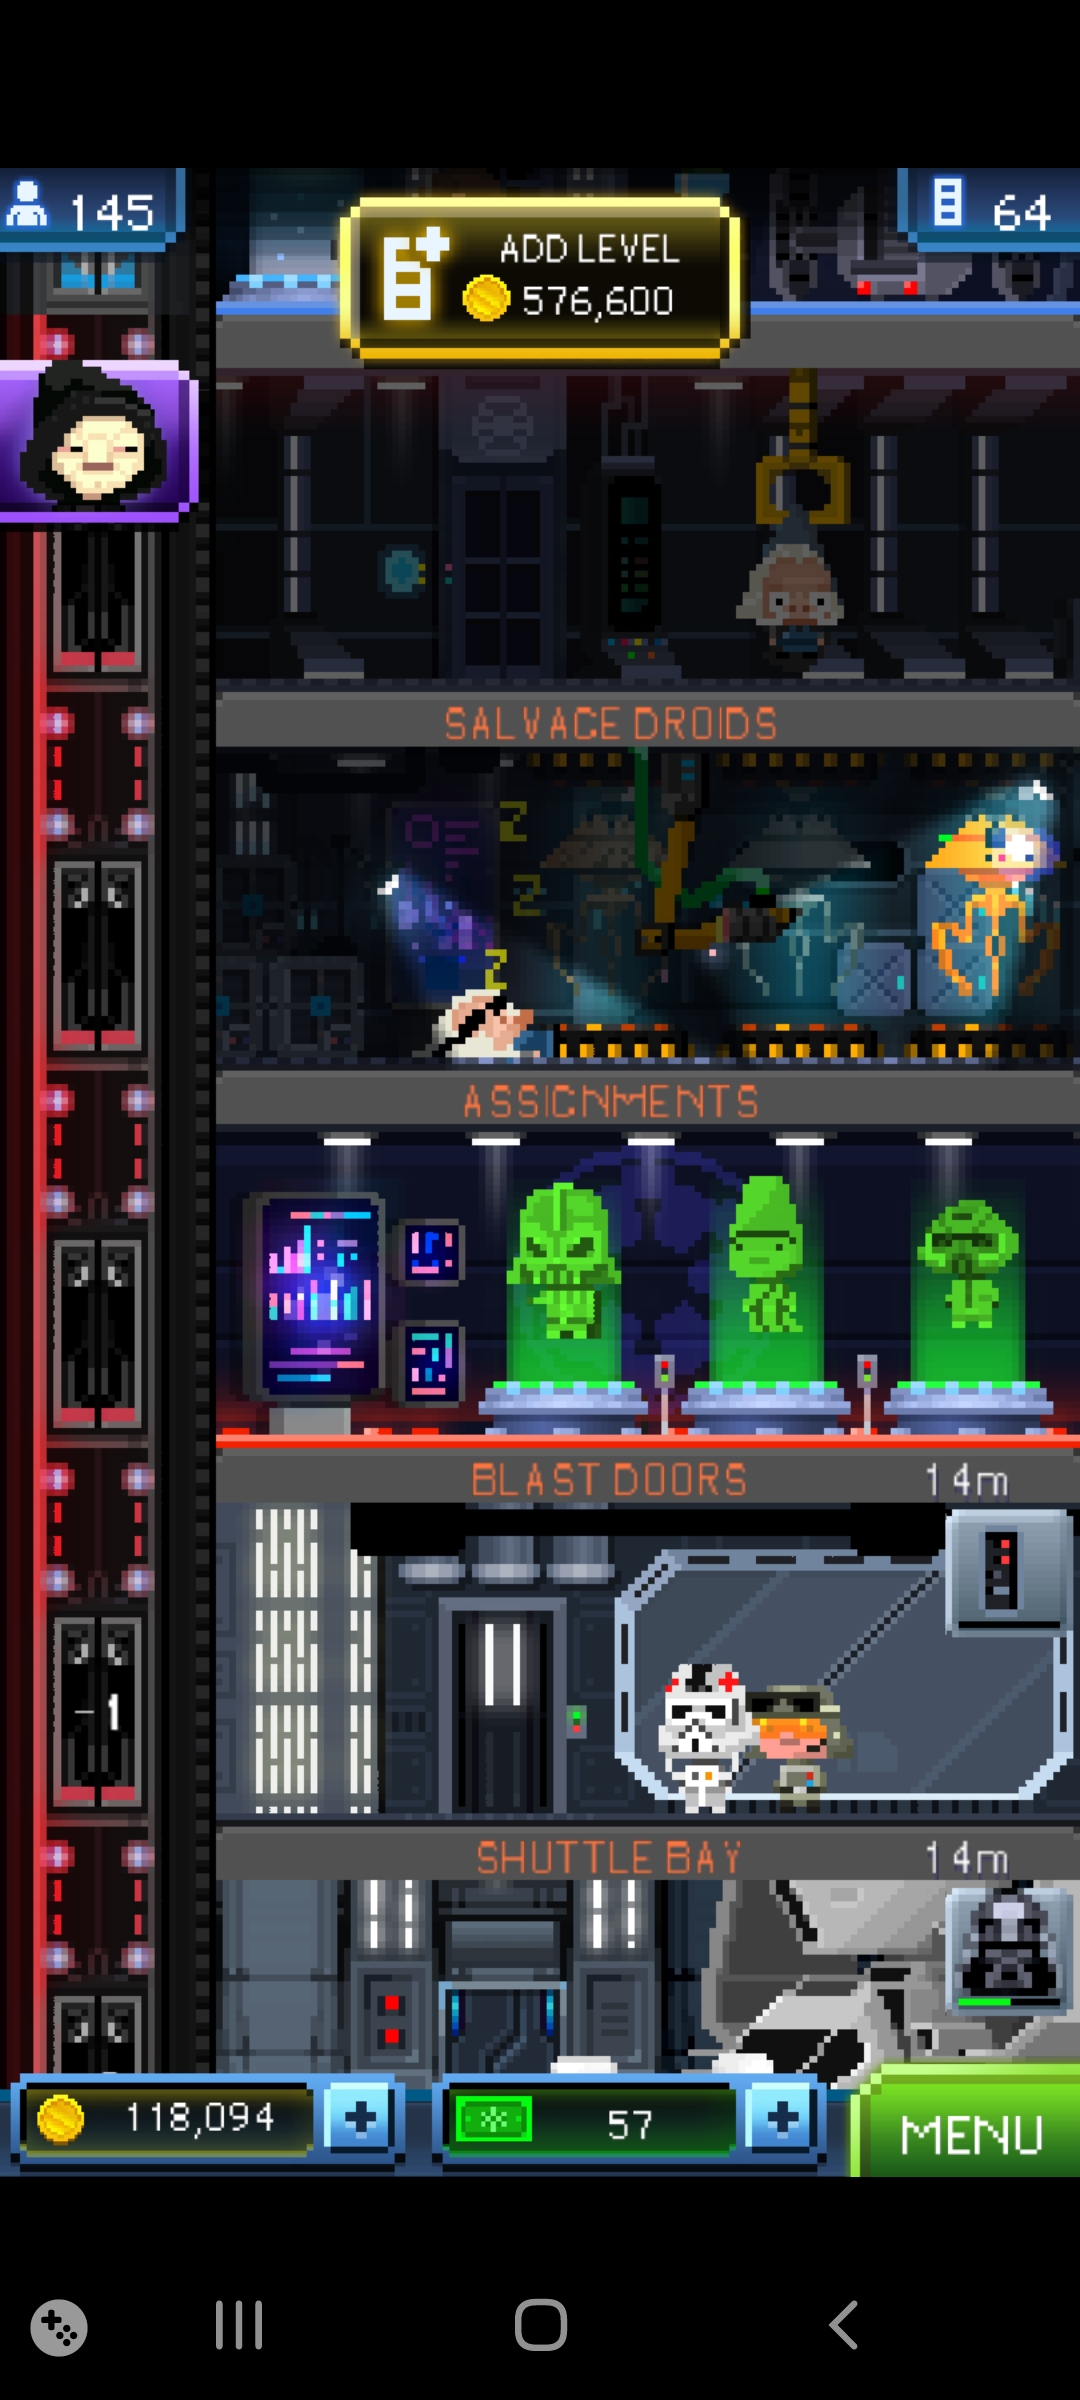 145
64
ADD LEVEL
576,600
SALVAGE DROIDS
Z
Z
Z
ASSIGNMENTS
BLAST DOORS 14m
-1
SHUTTLE BAY 14m
118,094
57
MENU